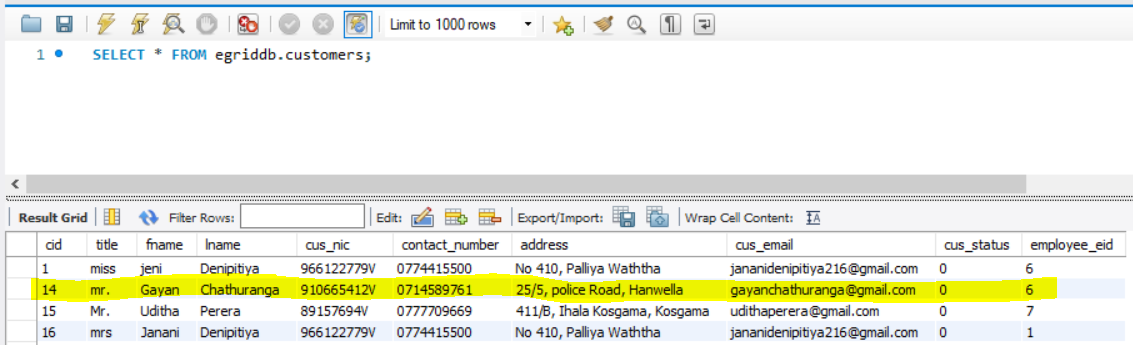 Limit to 1000 rows
1 SELECT * FROM egriddb.customers;
Result Grid Filter Rows: Edit: Export/Import: Wrap Cell Content: IA
cid title fname lname cus_nic contact_number address cus_email cus_status employee_eid
1 miss jeni Denipitiya 966122779V 0774415500 No 410, Palliya Waththa jananidenipitiya216@gmail.com 0 6
14 mr. Gayan Chathuranga 910665412V 0714589761 25/5, police Road, Hanwella gayanchathuranga@gmail.com 0 6
15 Mr. Uditha Perera 89157694V 0777709669 411/B, Ihala Kosgama, Kosgama udithaperera@gmail.com 0 7
16 mrs Janani Denipitiya 966122779V 0774415500 No 410, Palliya Waththa jananidenipitiya216@gmail.com 0 1